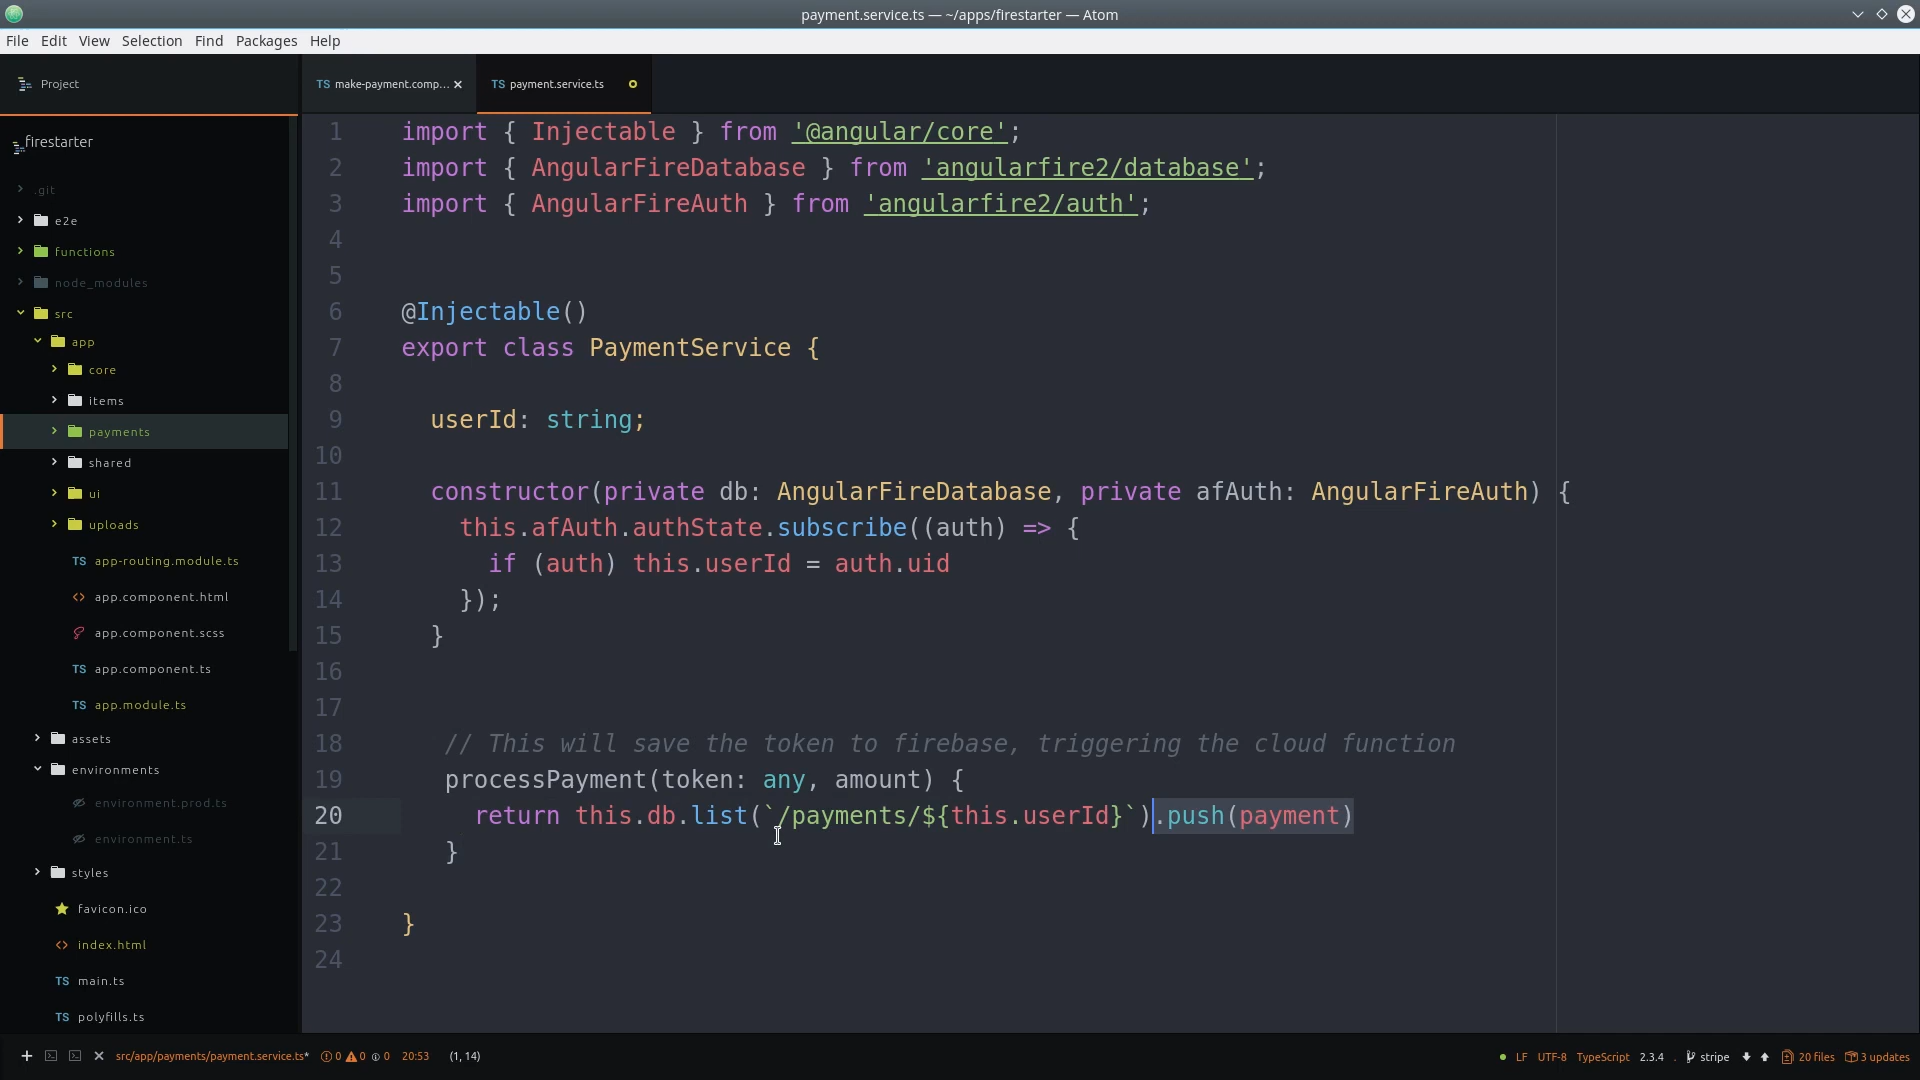 payment.service.ts — ~/apps/firestarter — Atom
File Edit View Selection Find Packages Help
Project
TS make-payment.comp...
TS payment.service.ts
firestarter
.git
e2e
functions
node_modules
src
app
core
items
payments
shared
ui
uploads
TS app-routing.module.ts
<> app.component.html
app.component.scss
TS app.component.ts
TS app.module.ts
assets
environments
environment.prod.ts
environment.ts
styles
favicon.ico
<> index.html
TS main.ts
TS polyfills.ts
1 import { Injectable } from '@angular/core';
2 import { AngularFireDatabase } from 'angularfire2/database';
3 import { AngularFireAuth } from 'angularfire2/auth';
4
5
6 @Injectable()
7 export class PaymentService {
8
9 userId: string;
10
11 constructor(private db: AngularFireDatabase, private afAuth: AngularFireAuth) {
12 this.afAuth.authState.subscribe((auth) => {
13 if (auth) this.userId = auth.uid
14 });
15 }
16
17
18 // This will save the token to firebase, triggering the cloud function
19 processPayment(token: any, amount) {
20 return this.db.list(`/payments/${this.userId}`).push(payment)
21 }
22
23 }
24
src/app/payments/payment.service.ts* 0 0 0 20:53 (1, 14)
LF UTF-8 TypeScript 2.3.4 . stripe 20 files 3 updates